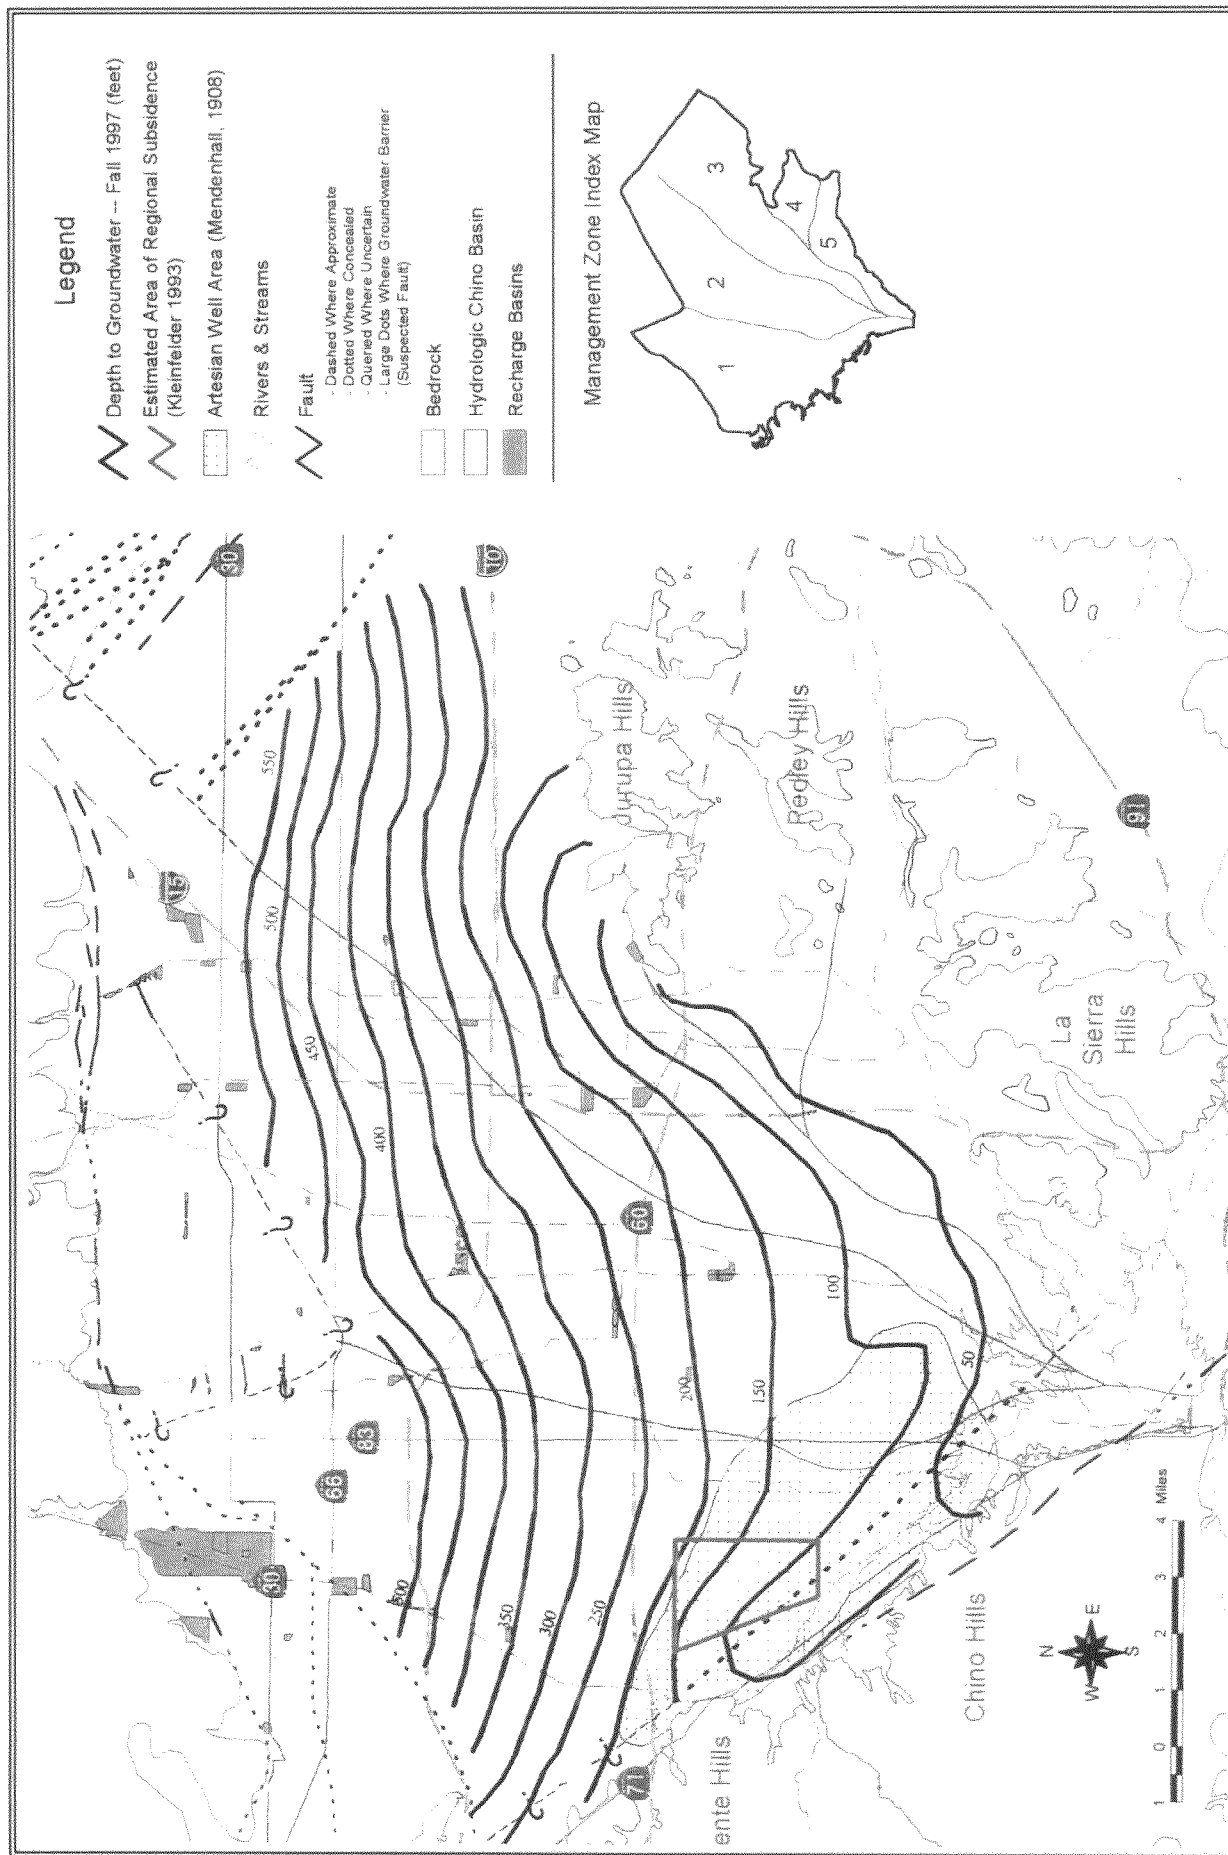 Legend
Depth to Groundwater -- Fall 1997 (feet)
Estimated Area of Regional Subsidence
(Kleinfelder 1993)
Artesian Well Area (Mendenhall, 1908)
Rivers & Streams
Fault
- Dashed Where Approximate
- Dotted Where Concealed
- Queried Where Uncertain
- Large Dots Where Groundwater Barrier
(Suspected Fault)
Bedrock
Hydrologic Chino Basin
Recharge Basins
Management Zone Index Map
1
2
3
4
5
30
10
15
550
500
450
400
Jurupa Hills
Pedley Hills
91
La
Sierra
Hills
60
100
50
200
150
83
66
30
500
350
300
250
71
ente Hills
Chino Hills
N
W
E
S
1 0 1 2 3 4 Miles